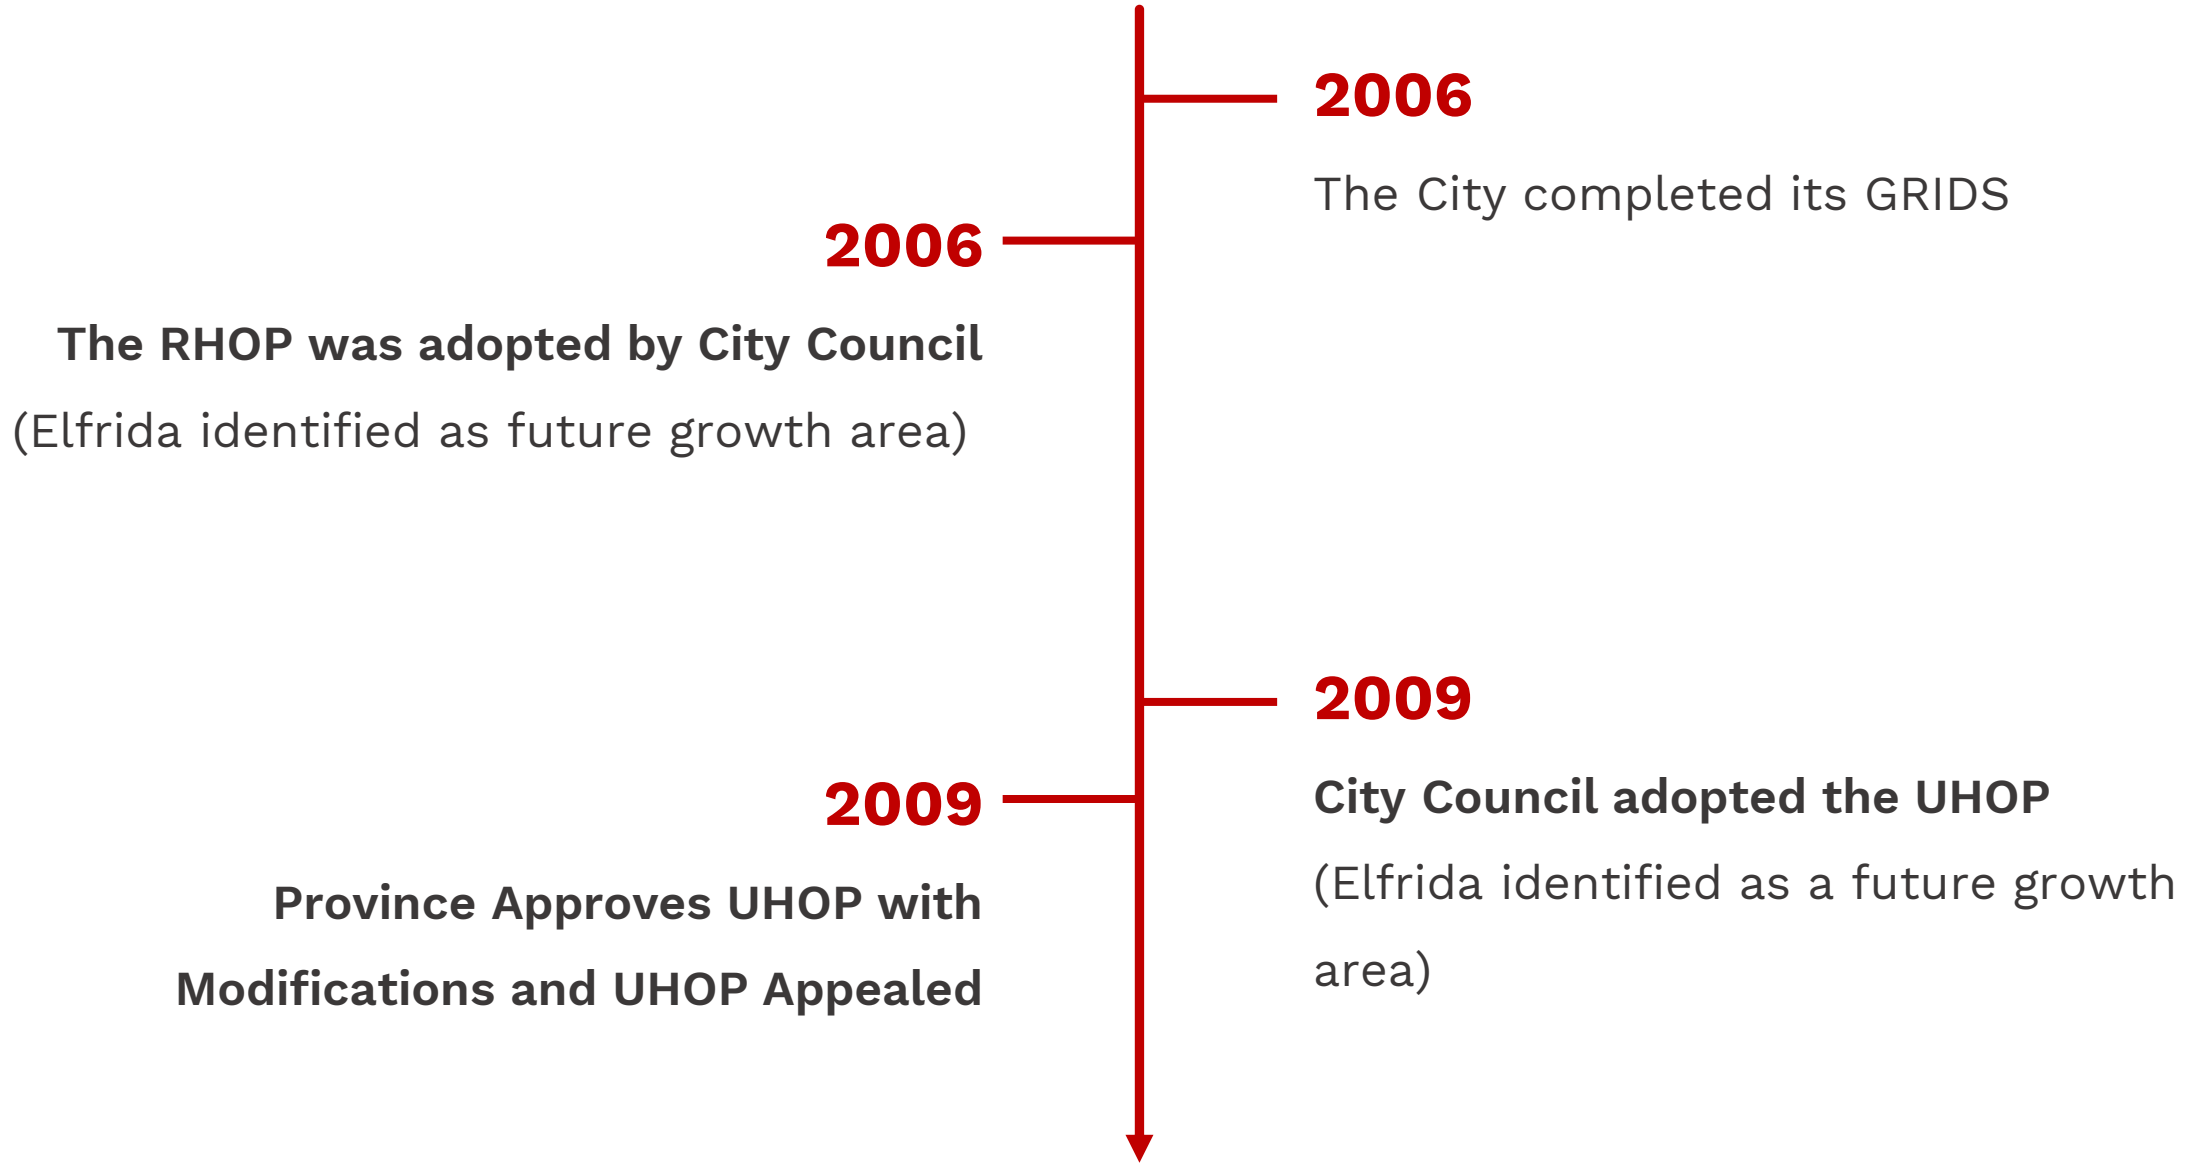 2006
The City completed its GRIDS
2006
The RHOP was adopted by City Council
(Elfrida identified as future growth area)
2009
City Council adopted the UHOP
(Elfrida identified as a future growth
area)
2009
Province Approves UHOP with
Modifications and UHOP Appealed